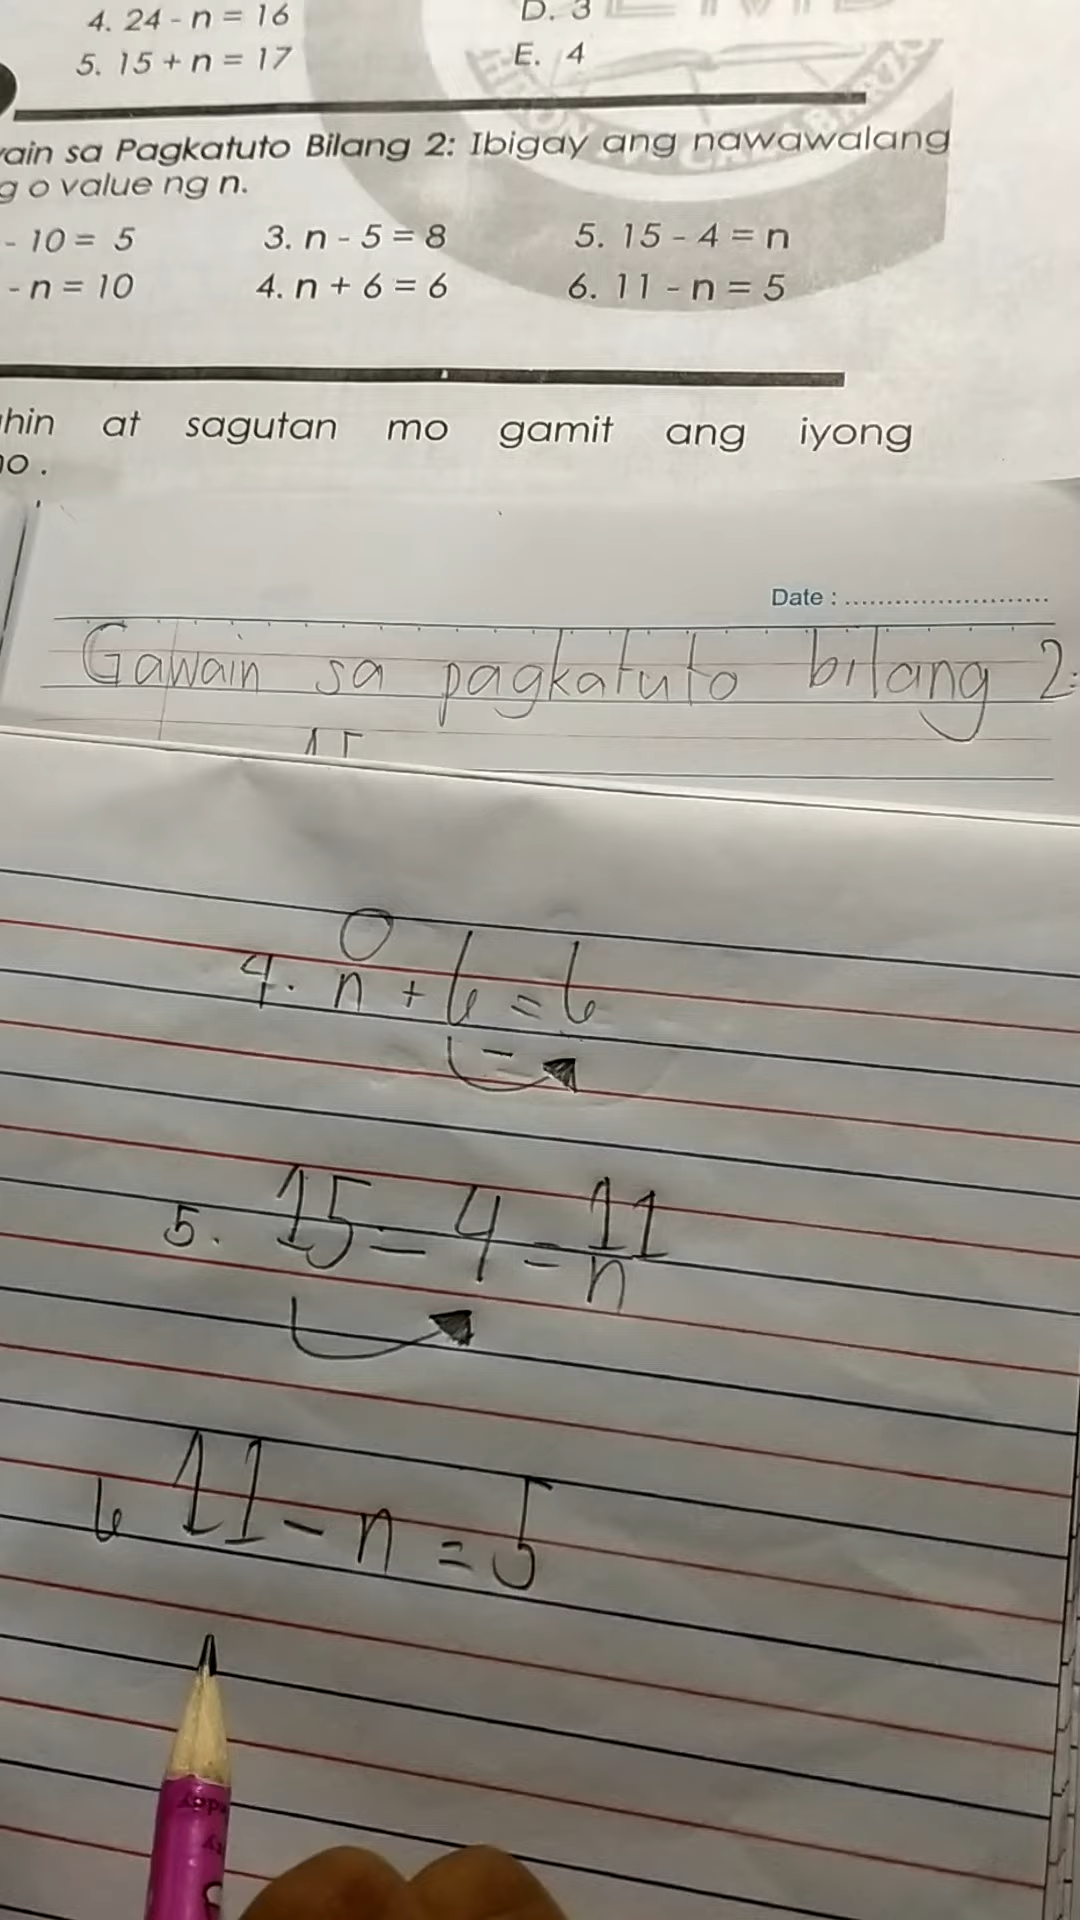 4. 24 - n = 16 D. 3
5. 15 + n = 17 E. 4
sa Pagkatuto Bilang 2: Ibigay ang nawawalang
o value ng n.
- 10 = 5 3. n - 5 = 8 5. 15 - 4 = n
- n = 10 4. n + 6 = 6 6. 11 - n = 5
at sagutan mo gamit ang iyong
Date :
Gawain sa pagkatuto bilang 2:
15
0
4. n + 6 = 6
-
11
5. 15 - 4 = n
6 11 - n = 5